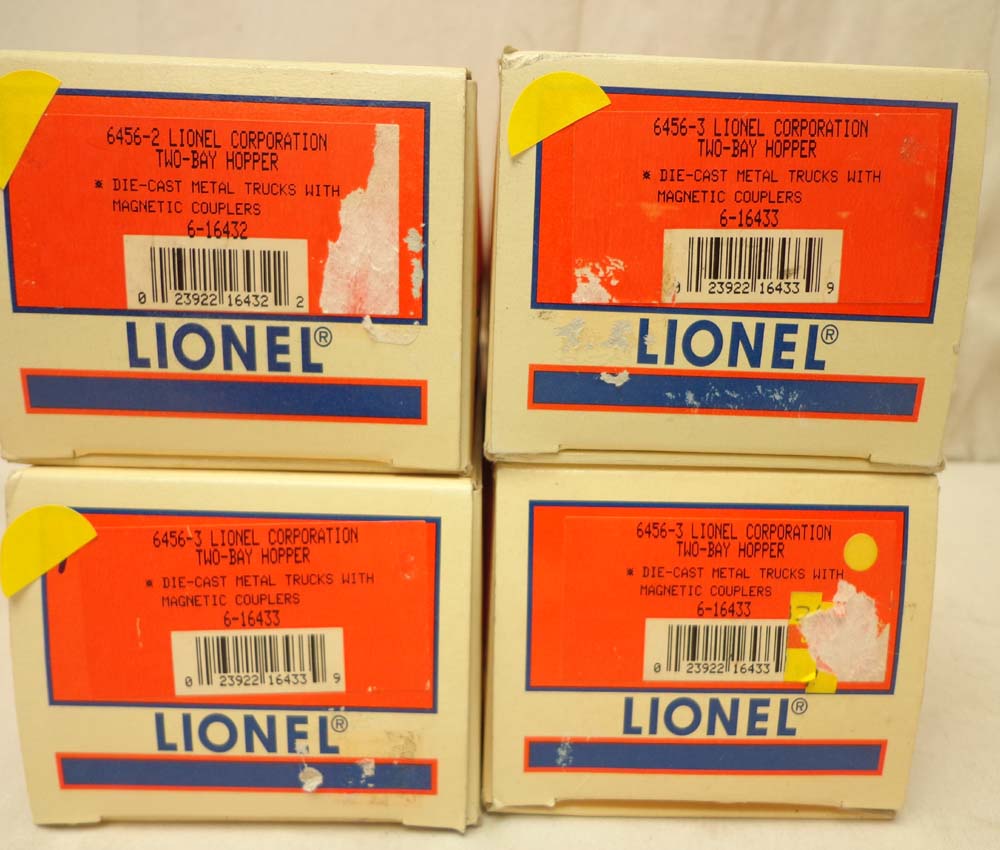 6456-2 LIONEL CORPORATION
TWO-BAY HOPPER
* DIE-CAST METAL TRUCKS WITH
MAGNETIC COUPLERS
6-16432
0 23922 16432 2
LIONEL®
6456-3 LIONEL CORPORATION
TWO-BAY HOPPER
* DIE-CAST METAL TRUCKS WITH
MAGNETIC COUPLERS
6-16433
23922 16433 9
LIONEL®
6456-3 LIONEL CORPORATION
TWO-BAY HOPPER
* DIE-CAST METAL TRUCKS WITH
MAGNETIC COUPLERS
6-16433
0 23922 16433 9
LIONEL®
6456-3 LIONEL CORPORATION
TWO-BAY HOPPER
* DIE-CAST METAL TRUCKS WITH
MAGNETIC COUPLERS
6-16433
0 23922 16433
LIONEL®